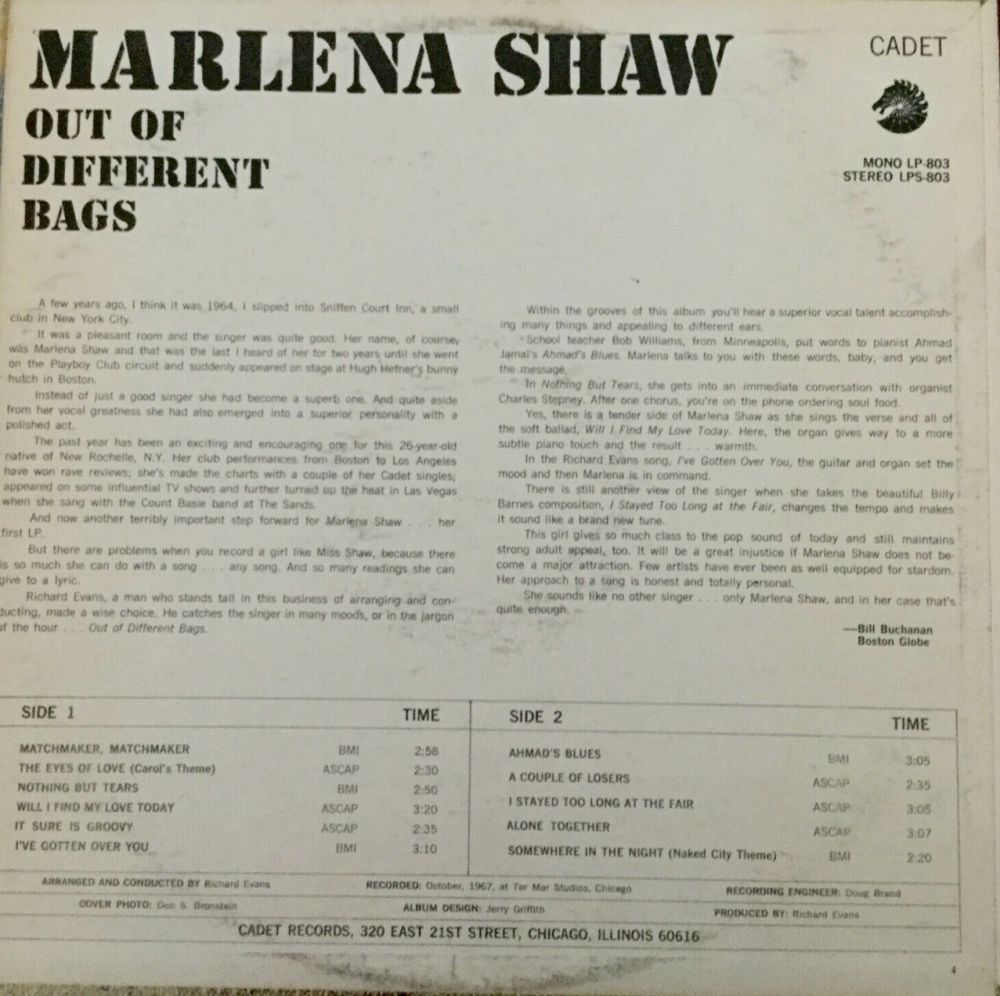 MARLENA SHAW
OUT OF
DIFFERENT
BAGS
CADET
MONO LP-803
STEREO LPS-803
A few years ago, I think it was 1964, I slipped into Sniffen Court Inn, a small
club in New York City.
It was a pleasant room and the singer was quite good. Her name, of course,
was Marlena Shaw and that was the last I heard of her for two years until she went
on the Playboy Club circuit and suddenly appeared on stage at Hugh Hefner's bunny
hutch in Boston.
Instead of just a good singer she had become a superb one. And quite aside
from her vocal greatness she had also emerged into a superior personality with a
polished act.
The past year has been an exciting and encouraging one for this 26-year-old
native of New Rochelle, N.Y. Her club performances from Boston to Los Angeles
have won rave reviews; she's made the charts with a couple of her Cadet singles;
appeared on some influential TV shows and further turned up the heat in Las Vegas
when she sang with the Count Basie band at The Sands.
And now another terribly important step forward for Marlena Shaw . . . her
first LP.
But there are problems when you record a girl like Miss Shaw, because there
is so much she can do with a song . . . any song. And so many readings she can
give to a lyric.
Richard Evans, a man who stands tall in this business of arranging and con-
ducting, made a wise choice. He catches the singer in many moods, or in the jargon
of the hour . . . Out of Different Bags.
Within the grooves of this album you'll hear a superior vocal talent accomplish-
ing many things and appealing to different ears.
School teacher Bob Williams, from Minneapolis, put words to pianist Ahmad
Jamal's Ahmad's Blues. Marlena talks to you with these words, baby, and you get
the message.
In Nothing But Tears, she gets into an immediate conversation with organist
Charles Stepney. After one chorus, you're on the phone ordering soul food.
Yes, there is a tender side of Marlena Shaw as she sings the verse and all of
the soft ballad, Will I Find My Love Today. Here, the organ gives way to a more
subtle piano touch and the result . . . warmth.
In the Richard Evans song, I've Gotten Over You, the guitar and organ set the
mood and then Marlena is in command.
There is still another view of the singer when she takes the beautiful Billy
Barnes composition, I Stayed Too Long at the Fair, changes the tempo and makes
it sound like a brand new tune.
This girl gives so much class to the pop sound of today and still maintains
strong adult appeal, too. It will be a great injustice if Marlena Shaw does not be-
come a major attraction. Few artists have ever been as well equipped for stardom.
Her approach to a song is honest and totally personal.
She sounds like no other singer . . . only Marlena Shaw, and in her case that's
quite enough.
—Bill Buchanan
Boston Globe
SIDE 1 TIME
MATCHMAKER, MATCHMAKER BMI 2:58
THE EYES OF LOVE (Carol's Theme) ASCAP 2:30
NOTHING BUT TEARS BMI 2:50
WILL I FIND MY LOVE TODAY ASCAP 3:20
IT SURE IS GROOVY ASCAP 2:35
I'VE GOTTEN OVER YOU BMI 3:10
SIDE 2 TIME
AHMAD'S BLUES BMI 3:05
A COUPLE OF LOSERS ASCAP 2:35
I STAYED TOO LONG AT THE FAIR ASCAP 3:05
ALONE TOGETHER ASCAP 3:07
SOMEWHERE IN THE NIGHT (Naked City Theme) BMI 2:20
ARRANGED AND CONDUCTED BY Richard Evans RECORDED: October, 1967, at Ter Mar Studios, Chicago RECORDING ENGINEER: Doug Brand
COVER PHOTO: Don S. Bronstein ALBUM DESIGN: Jerry Griffith PRODUCED BY: Richard Evans
CADET RECORDS, 320 EAST 21ST STREET, CHICAGO, ILLINOIS 60616
4